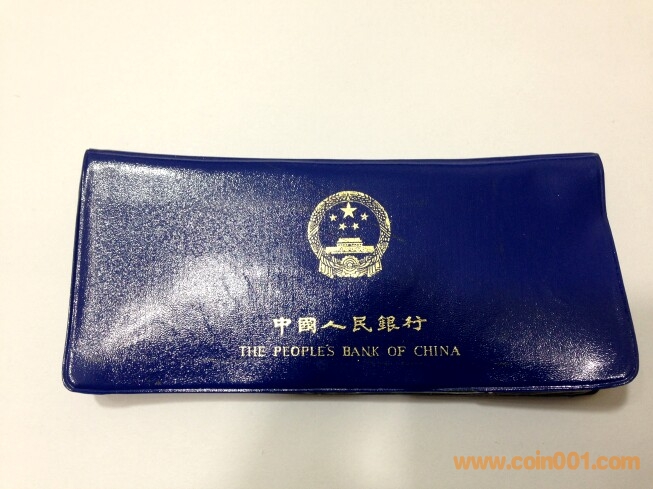 中國人民銀行
THE PEOPLE'S BANK OF CHINA
www.coin001.com